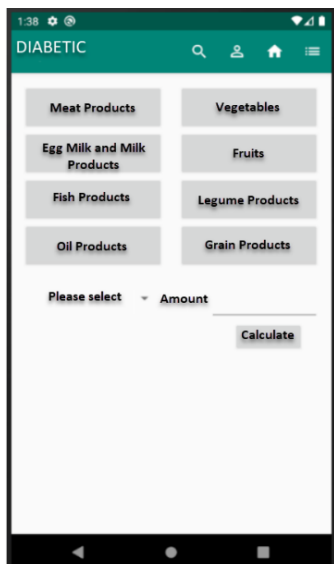 1:38
DIABETIC
Meat Products
Vegetables
Egg Milk and Milk
Products
Fruits
Fish Products
Legume Products
Oil Products
Grain Products
Please select
Amount
Calculate